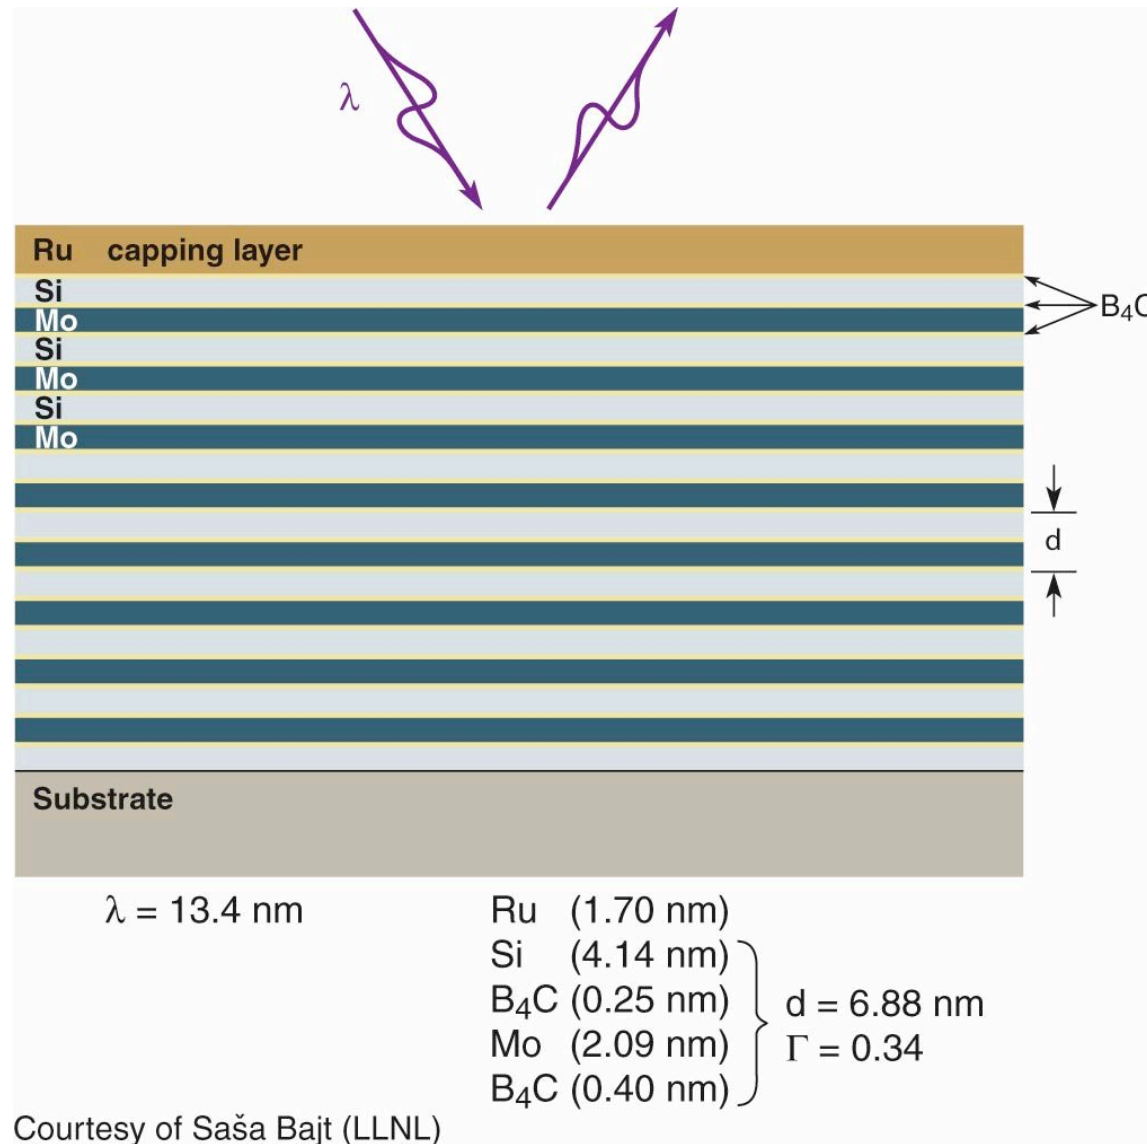 λ
Ru capping layer
Si
B₄C
Mo
Si
Mo
Si
Mo
d
Substrate
λ = 13.4 nm
Ru (1.70 nm)
Si (4.14 nm)
B₄C (0.25 nm)
Mo (2.09 nm)
B₄C (0.40 nm)
d = 6.88 nm
Γ = 0.34
Courtesy of Saša Bajt (LLNL)